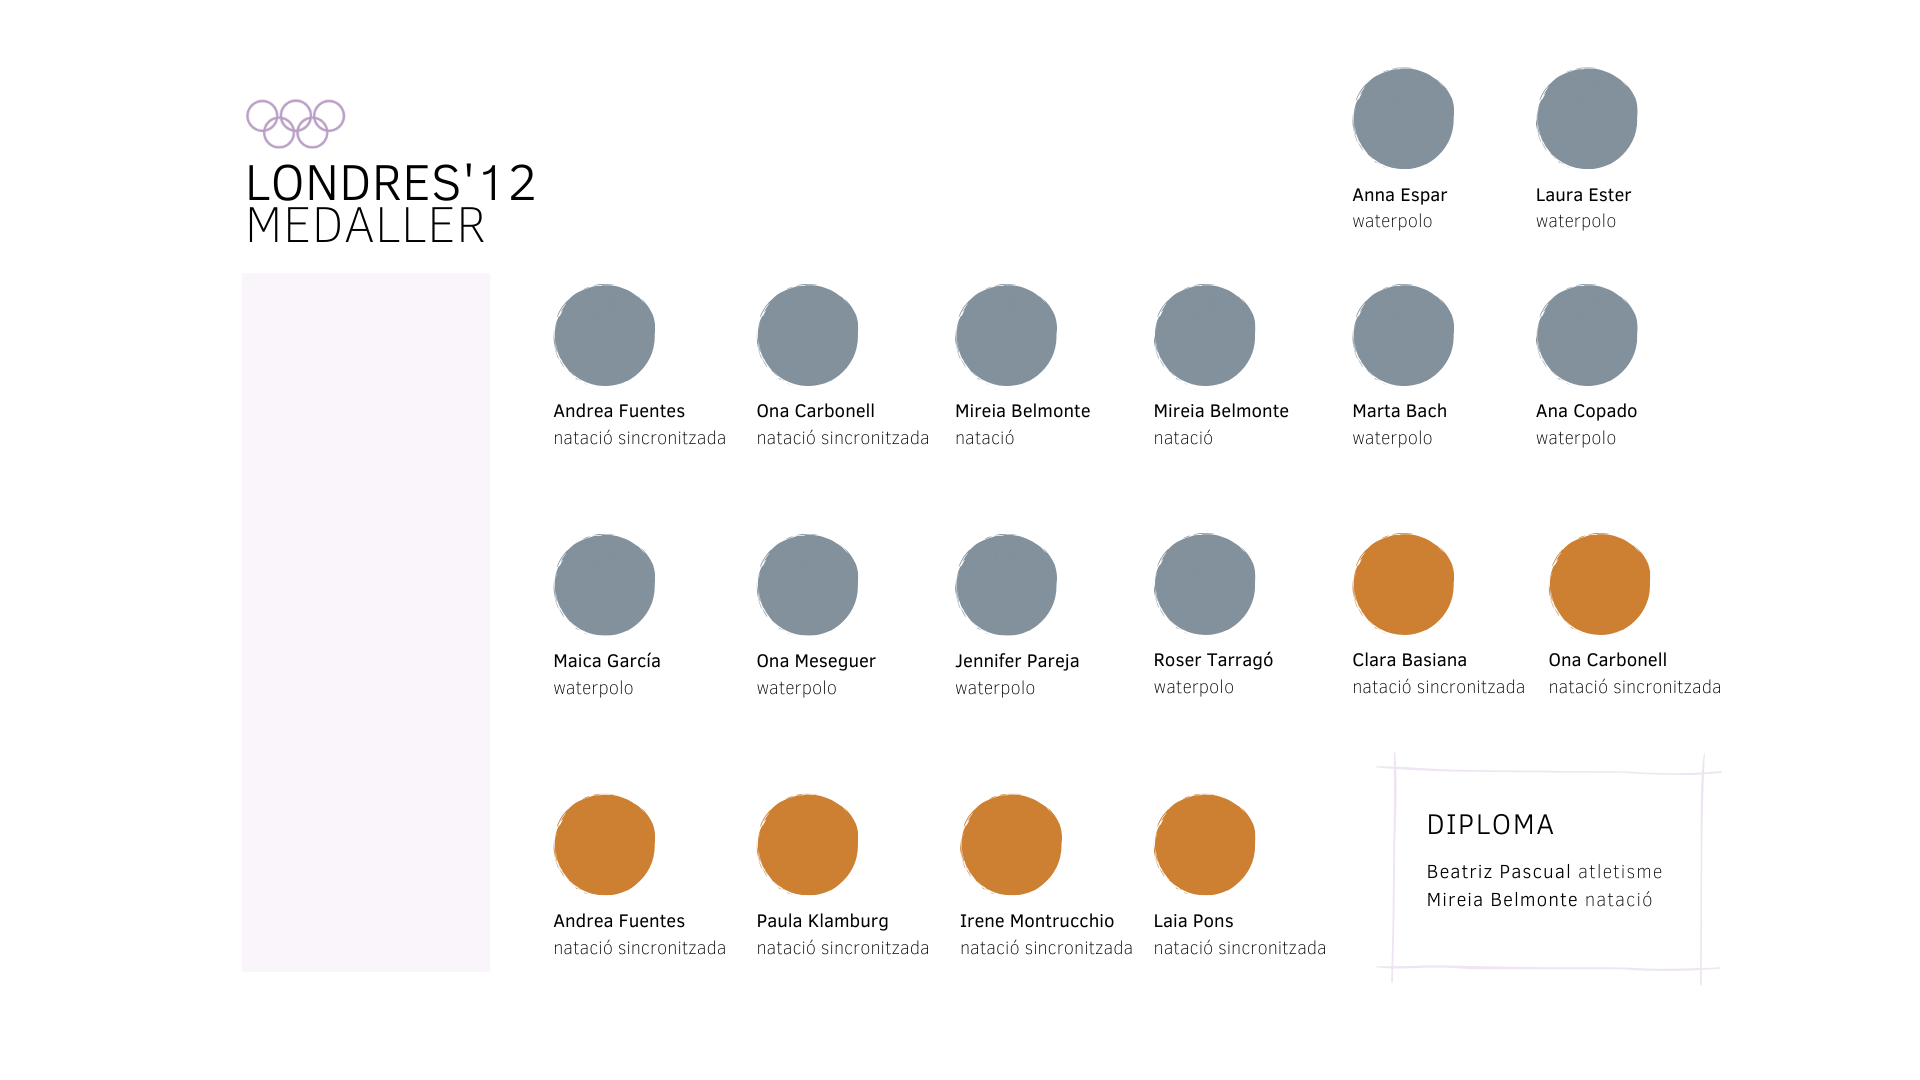 LONDRES'12
MEDALLER
Anna Espar
waterpolo
Laura Ester
waterpolo
Andrea Fuentes
natació sincronitzada
Ona Carbonell
natació sincronitzada
Mireia Belmonte
natació
Mireia Belmonte
natació
Marta Bach
waterpolo
Ana Copado
waterpolo
Maica García
waterpolo
Ona Meseguer
waterpolo
Jennifer Pareja
waterpolo
Roser Tarragó
waterpolo
Clara Basiana
natació sincronitzada
Ona Carbonell
natació sincronitzada
Andrea Fuentes
natació sincronitzada
Paula Klamburg
natació sincronitzada
Irene Montrucchio
natació sincronitzada
Laia Pons
natació sincronitzada
DIPLOMA
Beatriz Pascual atletisme
Mireia Belmonte natació